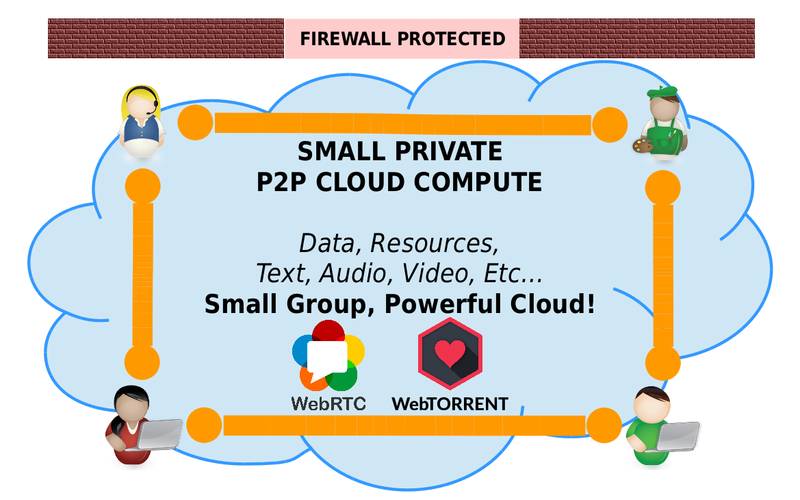 FIREWALL PROTECTED
SMALL PRIVATE
P2P CLOUD COMPUTE
Data, Resources,
Text, Audio, Video, Etc...
Small Group, Powerful Cloud!
WebRTC
WebTORRENT